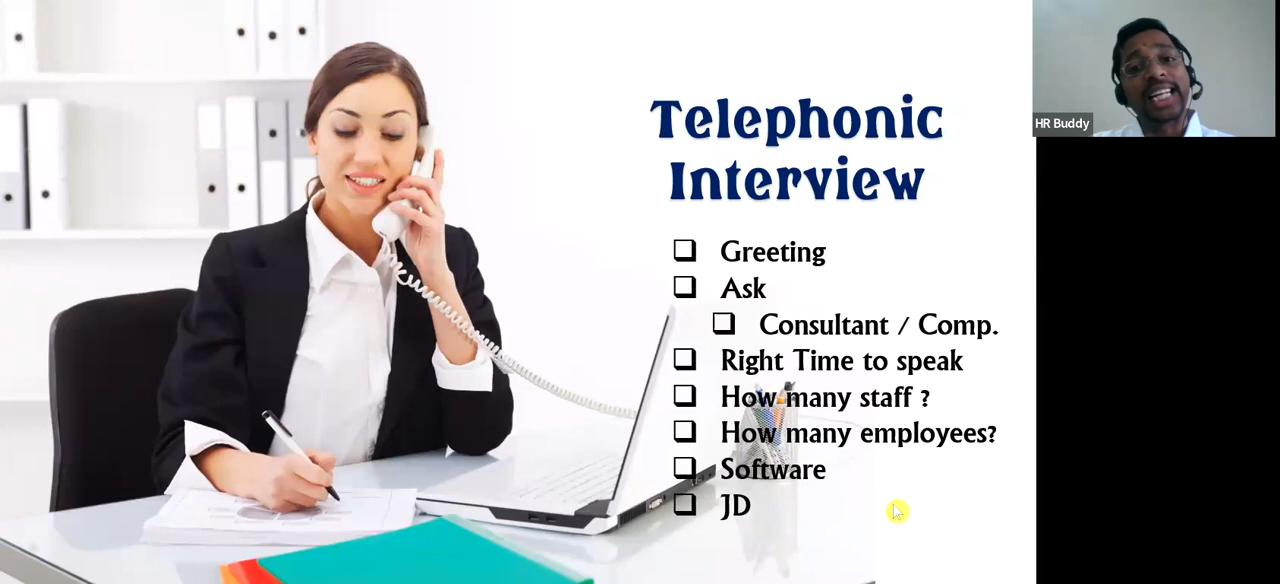 Telephonic
Interview
Greeting
Ask
Consultant / Comp.
Right Time to speak
How many staff ?
How many employees?
Software
JD
HR Buddy